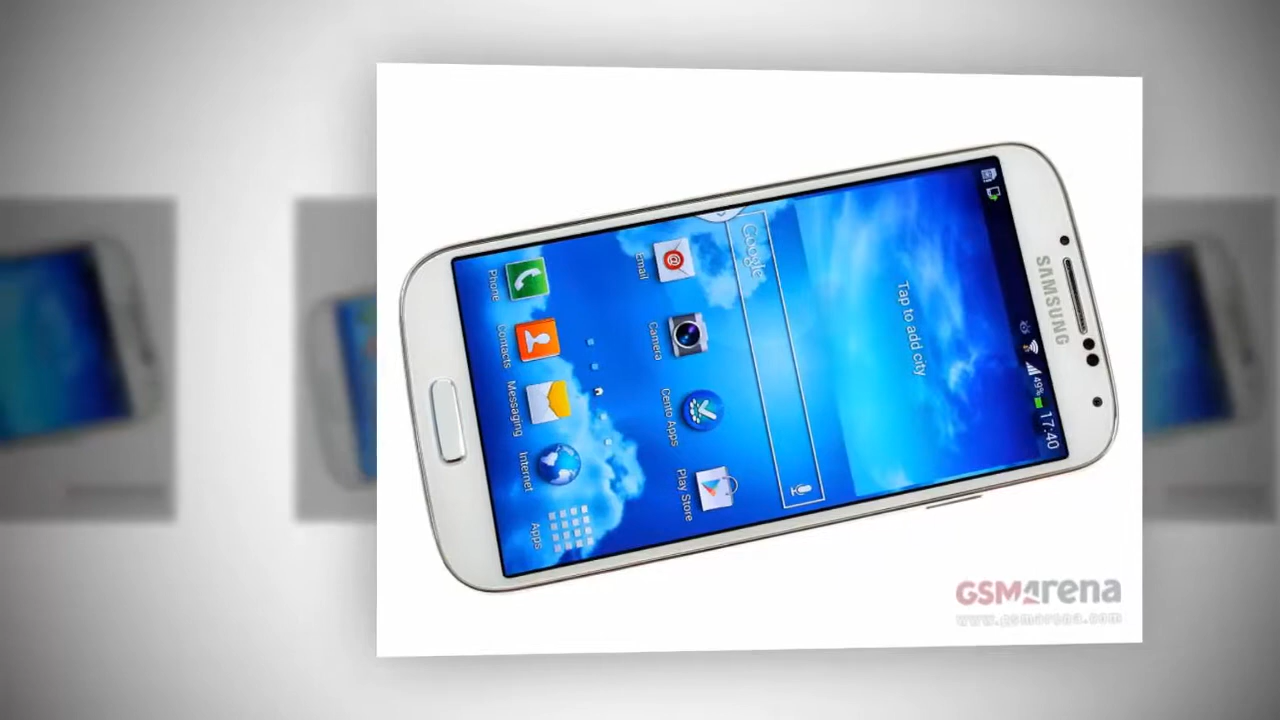 SAMSUNG
49%
17:40
Tap to add city
Google
Email
Camera
Cento Apps
Play Store
Phone
Contacts
Messaging
Internet
Apps
GSMArena
www.gsmarena.com